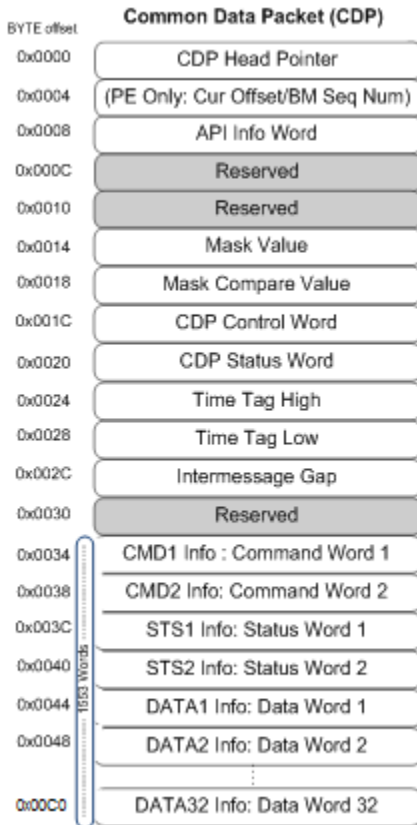 Common Data Packet (CDP)
BYTE offset
0x0000 CDP Head Pointer
0x0004 (PE Only: Cur Offset/BM Seq Num)
0x0008 API Info Word
0x000C Reserved
0x0010 Reserved
0x0014 Mask Value
0x0018 Mask Compare Value
0x001C CDP Control Word
0x0020 CDP Status Word
0x0024 Time Tag High
0x0028 Time Tag Low
0x002C Intermessage Gap
0x0030 Reserved
0x0034 CMD1 Info : Command Word 1
0x0038 CMD2 Info: Command Word 2
0x003C STS1 Info: Status Word 1
0x0040 STS2 Info: Status Word 2
0x0044 DATA1 Info: Data Word 1
0x0048 DATA2 Info: Data Word 2
0x00C0 DATA32 Info: Data Word 32
1553 Words